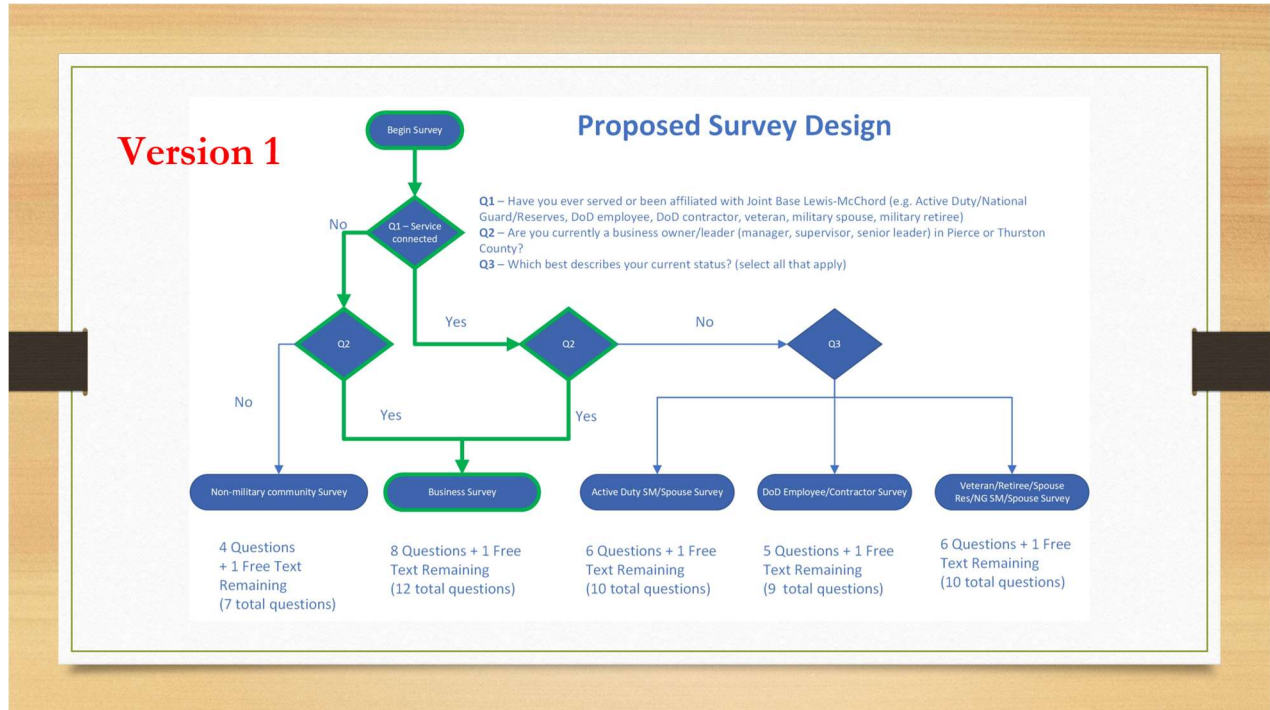 Version 1
Proposed Survey Design
Begin Survey
Q1 – Have you ever served or been affiliated with Joint Base Lewis-McChord (e.g. Active Duty/National
Guard/Reserves, DoD employee, DoD contractor, veteran, military spouse, military retiree)
Q2 – Are you currently a business owner/leader (manager, supervisor, senior leader) in Pierce or Thurston
County?
Q3 – Which best describes your current status? (select all that apply)
No
Q1 – Service
connected
Yes
No
Q2
Q2
Q3
No
Yes
Yes
Non-military community Survey
Business Survey
Active Duty SM/Spouse Survey
DoD Employee/Contractor Survey
Veteran/Retiree/Spouse
Res/NG SM/Spouse Survey
4 Questions
+ 1 Free Text
Remaining
(7 total questions)
8 Questions + 1 Free
Text Remaining
(12 total questions)
6 Questions + 1 Free
Text Remaining
(10 total questions)
5 Questions + 1 Free
Text Remaining
(9 total questions)
6 Questions + 1 Free
Text Remaining
(10 total questions)